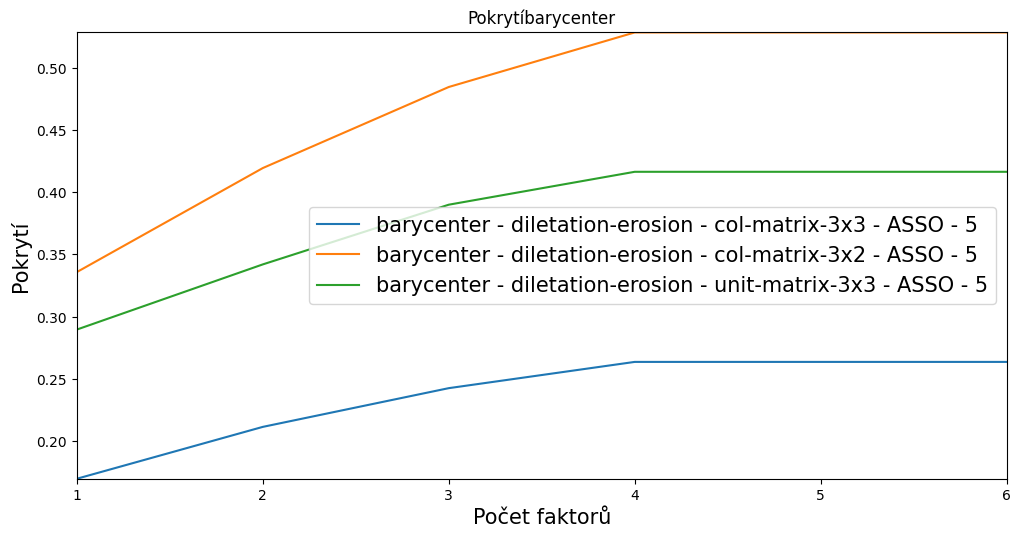 Pokrytíbarycenter
Pokrytí
0.50
0.45
0.40
0.35
0.30
0.25
0.20
barycenter - diletation-erosion - col-matrix-3x3 - ASSO - 5
barycenter - diletation-erosion - col-matrix-3x2 - ASSO - 5
barycenter - diletation-erosion - unit-matrix-3x3 - ASSO - 5
1 2 3 4 5 6
Počet faktorů